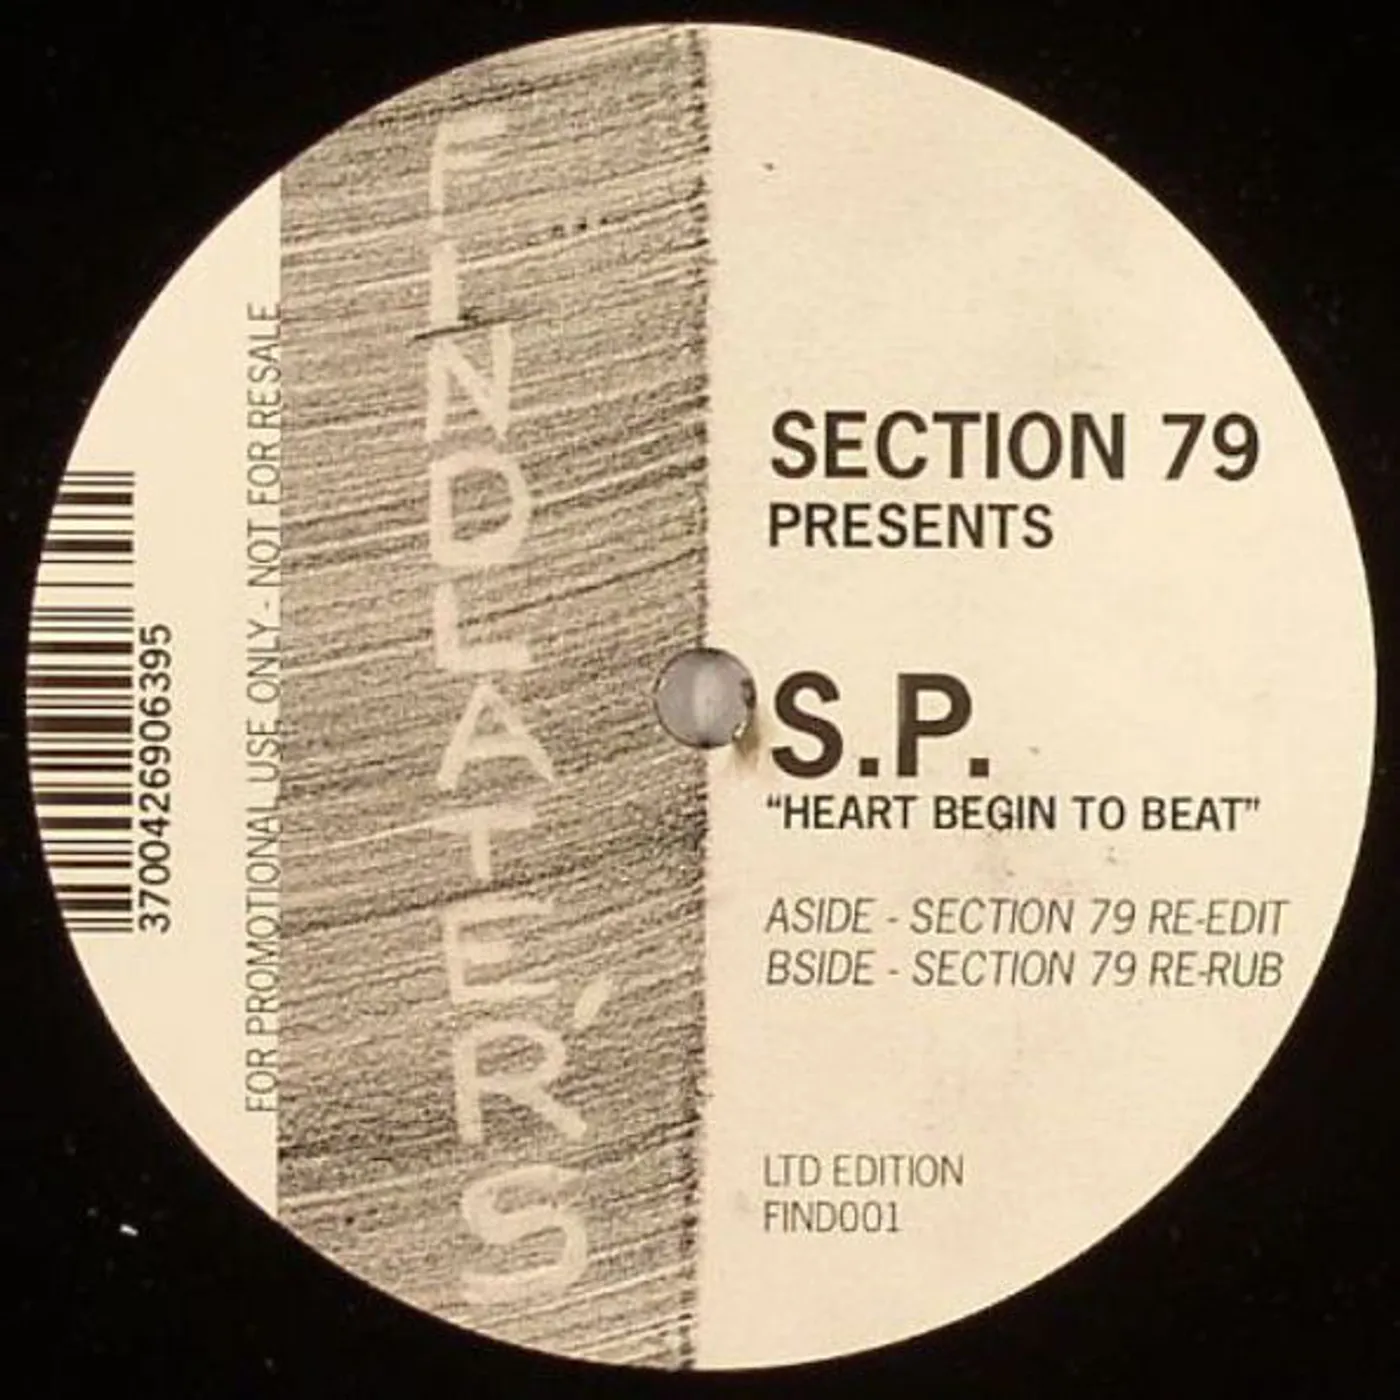 3700426906395
FOR PROMOTIONAL USE ONLY - NOT FOR RESALE
FINDLATER'S
SECTION 79
PRESENTS
S.P.
“HEART BEGIN TO BEAT”
ASIDE - SECTION 79 RE-EDIT
BSIDE - SECTION 79 RE-RUB
LTD EDITION
FIND001